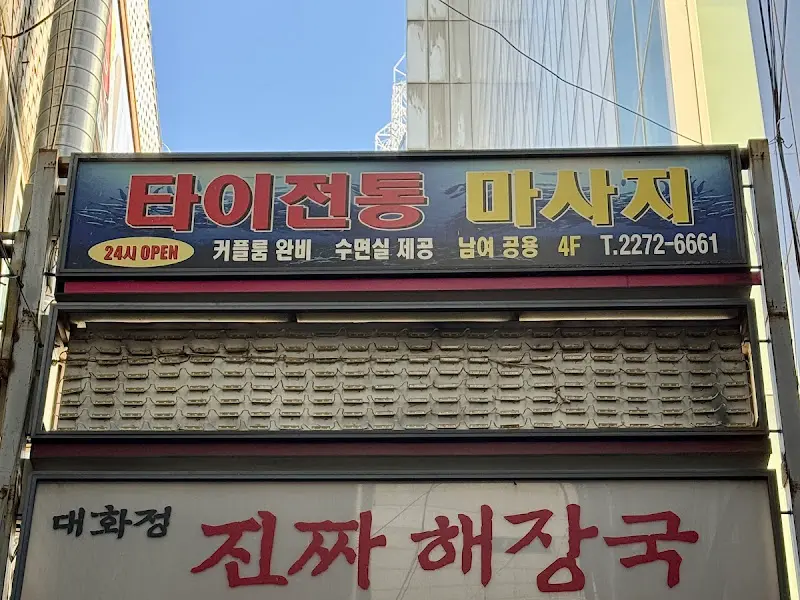 타이전통 마사지
24시 OPEN 커플룸 완비 수면실 제공 남여 공용 4F T.2272-6661
대화정 진짜 해장국